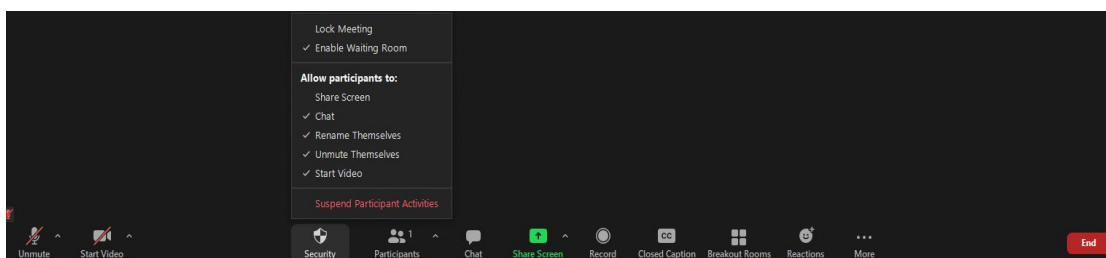 Lock Meeting
Enable Waiting Room
Allow participants to:
Share Screen
Chat
Rename Themselves
Unmute Themselves
Start Video
Suspend Participant Activities
Unmute Start Video Security Participants 1 Chat Share Screen Record CC Closed Caption Breakout Rooms Reactions More End